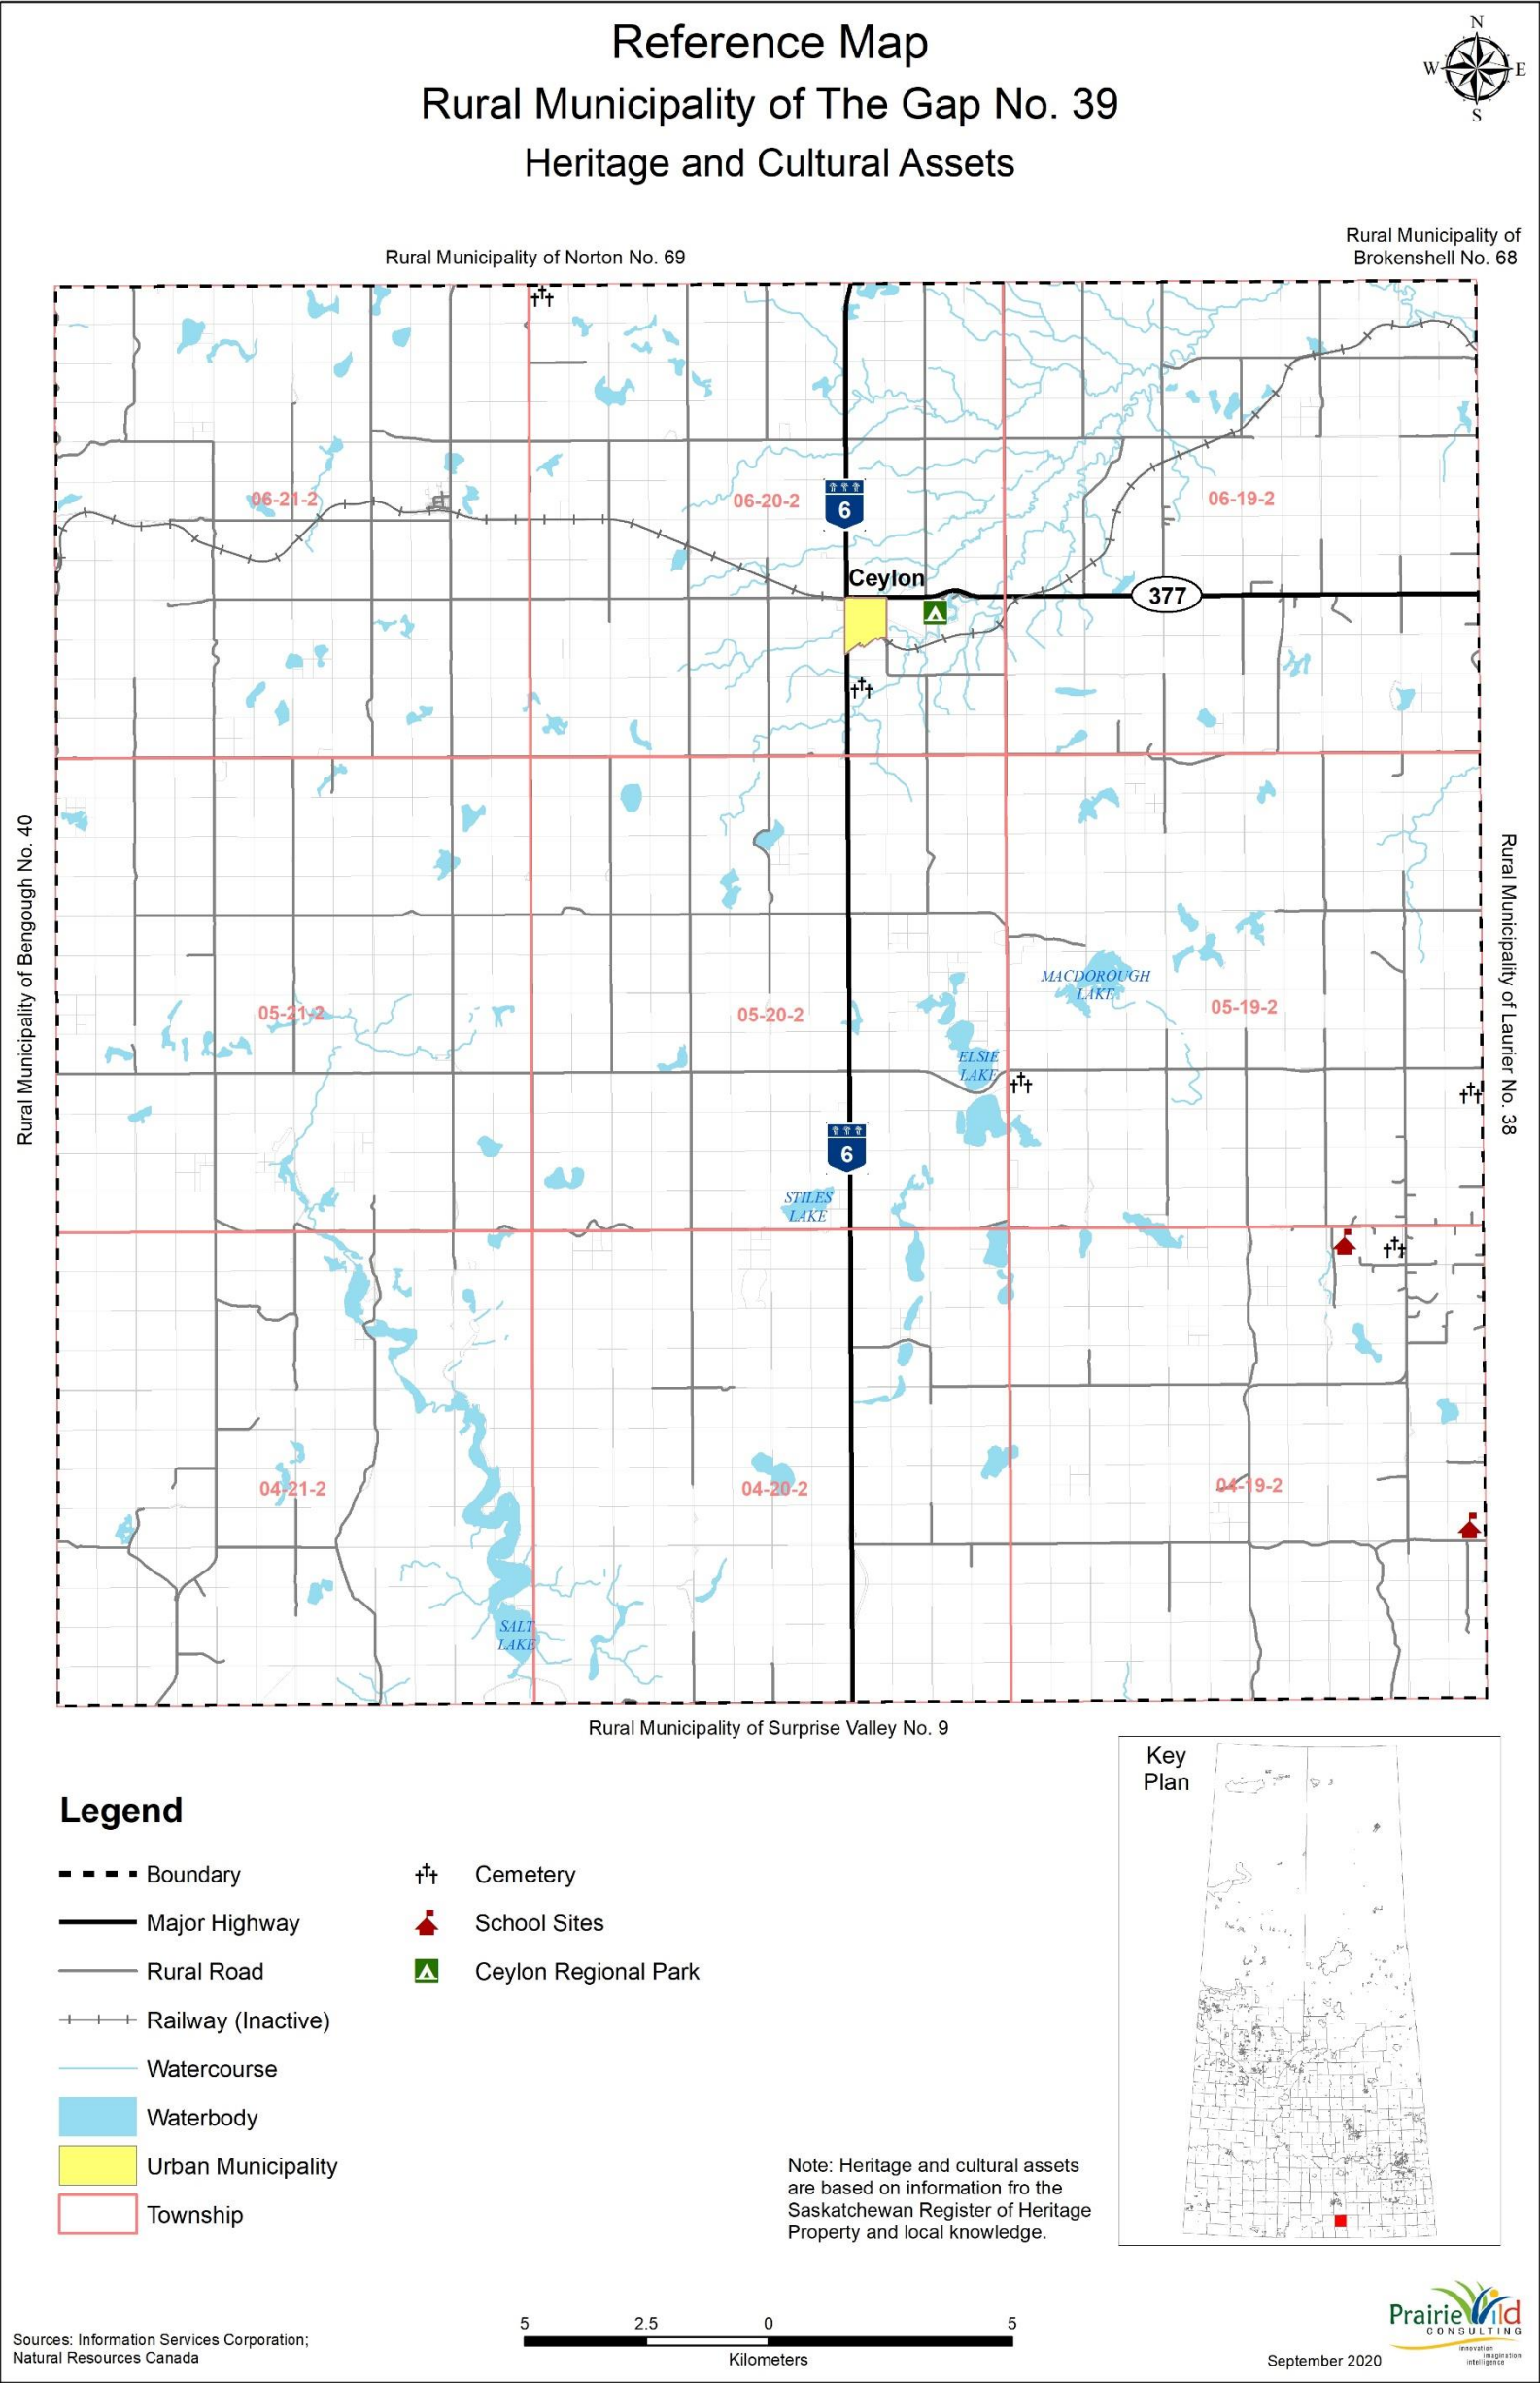 Reference Map
Rural Municipality of The Gap No. 39
Heritage and Cultural Assets
N
W
E
S
Rural Municipality of Norton No. 69
Rural Municipality of
Brokenshell No. 68
06-21-2
06-20-2
6
06-19-2
Ceylon
377
Rural Municipality of Bengough No. 40
Rural Municipality of Laurier No. 38
MACDOROUGH
LAKE
05-21-2
05-20-2
05-19-2
ELSIE
LAKE
6
STILES
LAKE
04-21-2
04-20-2
04-19-2
SALT
LAKE
Rural Municipality of Surprise Valley No. 9
Key
Plan
Legend
Boundary
Major Highway
Rural Road
Railway (Inactive)
Watercourse
Waterbody
Urban Municipality
Township
Cemetery
School Sites
Ceylon Regional Park
Note: Heritage and cultural assets
are based on information fro the
Saskatchewan Register of Heritage
Property and local knowledge.
5
2.5
0
5
Kilometers
Sources: Information Services Corporation;
Natural Resources Canada
September 2020
PrairieWild
CONSULTING
innovation
imagination
intelligence